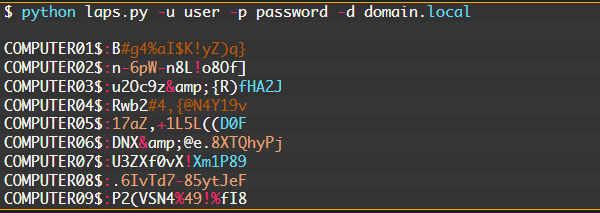 $ python laps.py -u user -p password -d domain.local
COMPUTER01$:B#g4%aI$K!yZ)q}
COMPUTER02$:n-6pW-n8L!o8Of]
COMPUTER03$:u2Oc9z&amp;{R)fHA2J
COMPUTER04$:Rwb2#4,{@N4Y19v
COMPUTER05$:17aZ,+1L5L((D0F
COMPUTER06$:DNX&amp;@e.8XTQhyPj
COMPUTER07$:U3ZXf0vX!Xm1P89
COMPUTER08$:.6IvTd7-85ytJeF
COMPUTER09$:P2(VSN4%49!%fI8